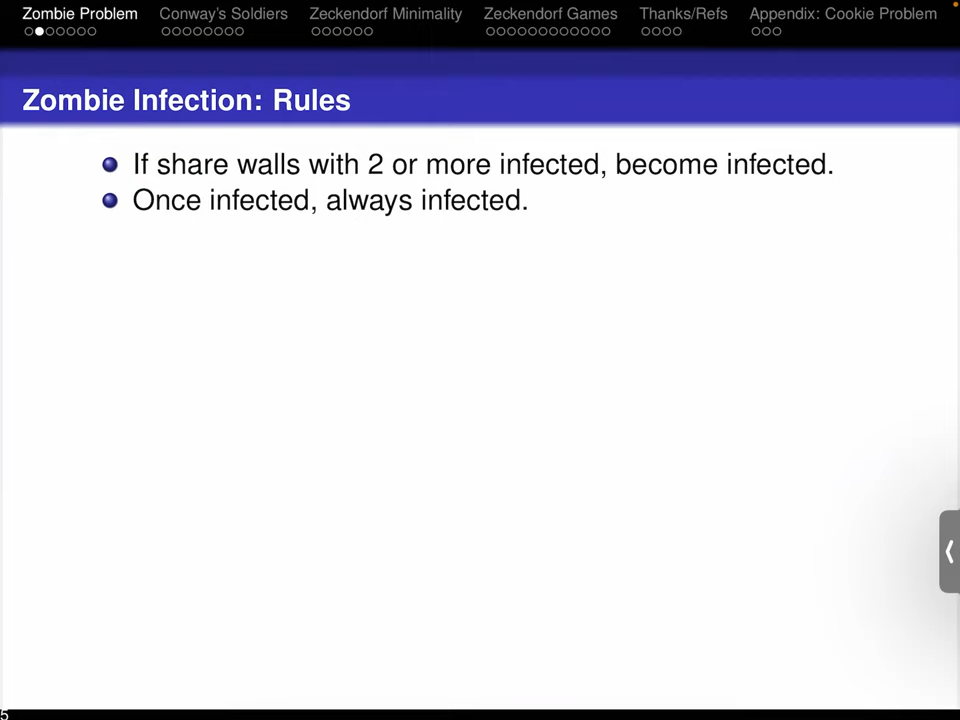 Zombie Problem Conway's Soldiers Zeckendorf Minimality Zeckendorf Games Thanks/Refs Appendix: Cookie Problem
Zombie Infection: Rules
If share walls with 2 or more infected, become infected.
Once infected, always infected.
5